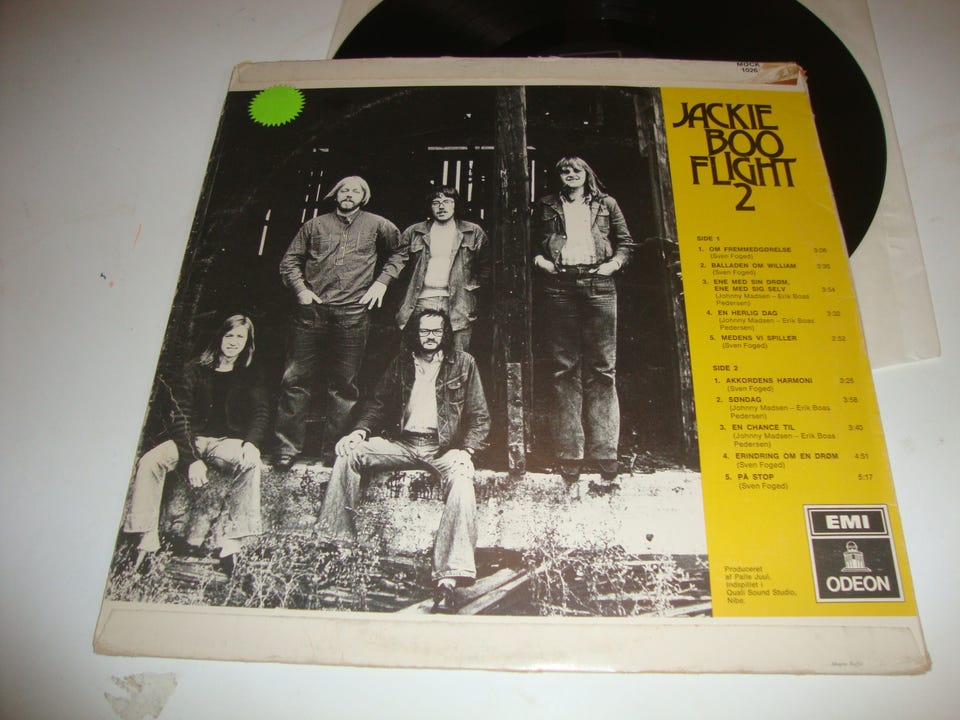 MOCK
1026
JACKIE
BOO
FLIGHT
2
SIDE 1
1. OM FREMMEDGØRELSE 3:06
(Sven Foged)
2. BALLADEN OM WILLIAM 3:35
(Sven Foged)
3. ENE MED SIN DRØM,
ENE MED SIG SELV 3:54
(Johnny Madsen – Erik Boas
Pedersen)
4. EN HERLIG DAG 3:32
(Johnny Madsen – Erik Boas
Pedersen)
5. MEDENS VI SPILLER 2:52
(Sven Foged)
SIDE 2
1. AKKORDENS HARMONI 3:25
(Sven Foged)
2. SØNDAG 3:58
(Johnny Madsen – Erik Boas
Pedersen)
3. EN CHANCE TIL 3:40
(Johnny Madsen – Erik Boas
Pedersen)
4. ERINDRING OM EN DRØM 4:51
(Sven Foged)
5. PÅ STOP 5:17
(Sven Foged)
EMI
ODEON
Produceret
af Palle Juul,
Indspillet i
Quali Sound Studio,
Nibe.